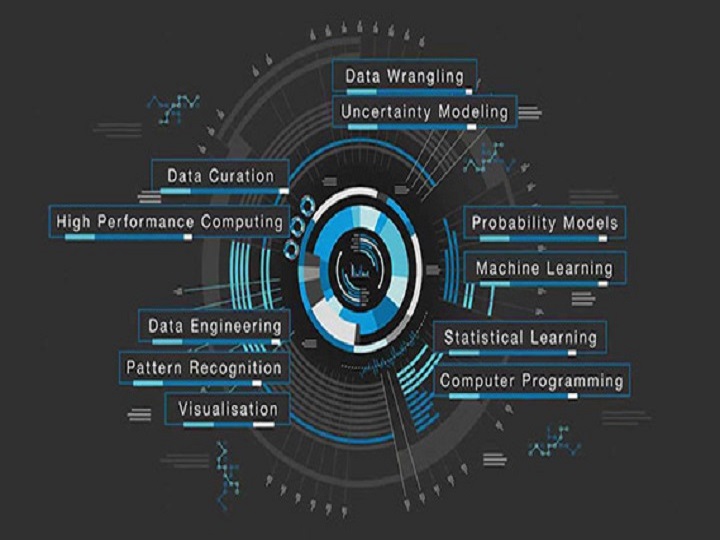 Data Wrangling
Uncertainty Modeling
Data Curation
High Performance Computing
Probability Models
Machine Learning
Data Engineering
Pattern Recognition
Visualisation
Statistical Learning
Computer Programming